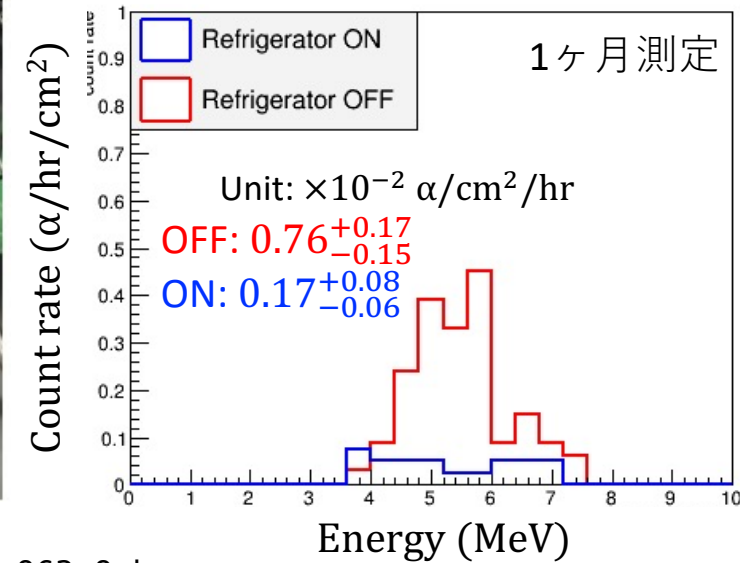 Count rate (α/hr/cm²)
count rate
1
0.9
0.8
0.7
0.6
0.5
0.4
0.3
0.2
0.1
0
Refrigerator ON
Refrigerator OFF
1ヶ月測定
Unit: ×10⁻² α/cm²/hr
OFF: 0.76 +0.17 −0.15
ON: 0.17 +0.08 −0.06
0 1 2 3 4 5 6 7 8 9 10
Energy (MeV)